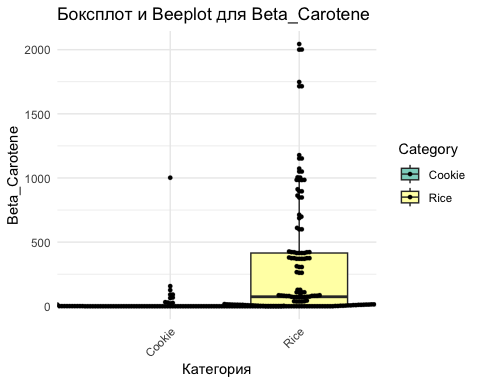 Боксплот и Beeplot для Beta_Carotene
2000
1500
1000
500
0
Beta_Carotene
Cookie
Rice
Категория
Category
Cookie
Rice